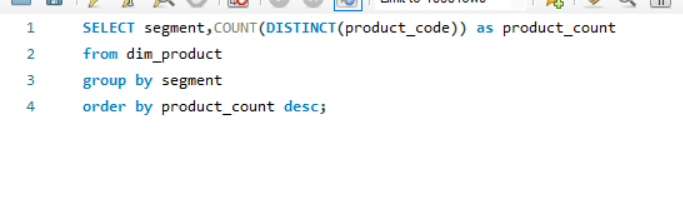 1 SELECT segment,COUNT(DISTINCT(product_code)) as product_count
2 from dim_product
3 group by segment
4 order by product_count desc;